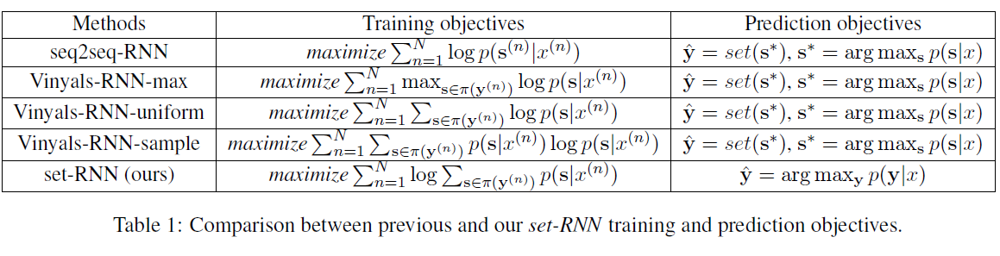 Methods Training objectives Prediction objectives
seq2seq-RNN maximize ∑_{n=1}^{N} log p(s^{(n)}|x^{(n)}) ŷ = set(s*), s* = arg max_s p(s|x)
Vinyals-RNN-max maximize ∑_{n=1}^{N} max_{s∈π(y^{(n)})} log p(s|x^{(n)}) ŷ = set(s*), s* = arg max_s p(s|x)
Vinyals-RNN-uniform maximize ∑_{n=1}^{N} ∑_{s∈π(y^{(n)})} log p(s|x^{(n)}) ŷ = set(s*), s* = arg max_s p(s|x)
Vinyals-RNN-sample maximize ∑_{n=1}^{N} ∑_{s∈π(y^{(n)})} p(s|x^{(n)}) log p(s|x^{(n)}) ŷ = set(s*), s* = arg max_s p(s|x)
set-RNN (ours) maximize ∑_{n=1}^{N} log ∑_{s∈π(y^{(n)})} p(s|x^{(n)}) ŷ = arg max_y p(y|x)
Table 1: Comparison between previous and our set-RNN training and prediction objectives.